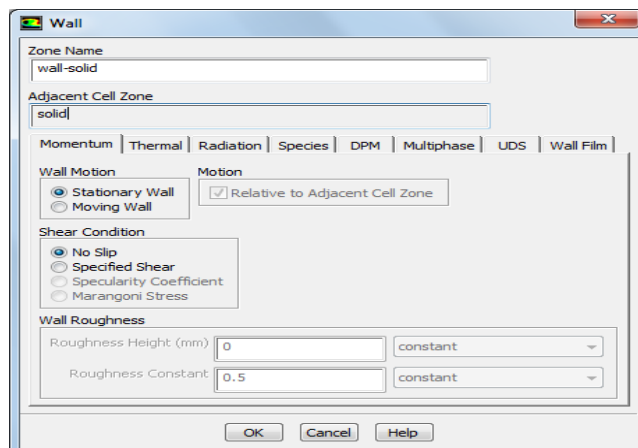 Wall
Zone Name
wall-solid
Adjacent Cell Zone
solid
Momentum Thermal Radiation Species DPM Multiphase UDS Wall Film
Wall Motion Motion
Stationary Wall Relative to Adjacent Cell Zone
Moving Wall
Shear Condition
No Slip
Specified Shear
Specularity Coefficient
Marangoni Stress
Wall Roughness
Roughness Height (mm) 0 constant
Roughness Constant 0.5 constant
OK Cancel Help